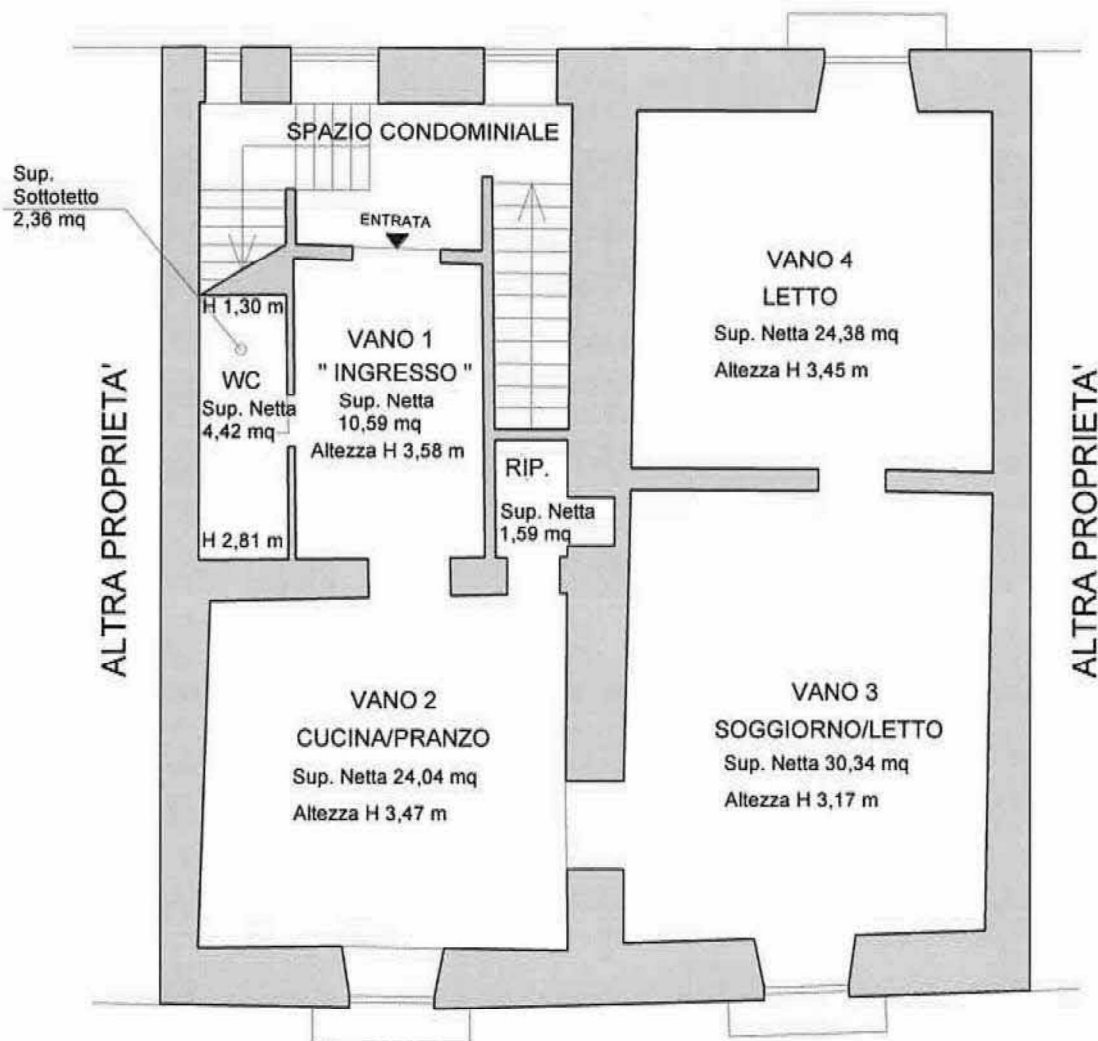 SPAZIO CONDOMINIALE
Sup.
Sottotetto
2,36 mq
ENTRATA
H 1,30 m
WC
Sup. Netta
4,42 mq
H 2,81 m
VANO 1
" INGRESSO "
Sup. Netta
10,59 mq
Altezza H 3,58 m
RIP.
Sup. Netta
1,59 mq
VANO 4
LETTO
Sup. Netta 24,38 mq
Altezza H 3,45 m
ALTRA PROPRIETA'
ALTRA PROPRIETA'
VANO 2
CUCINA/PRANZO
Sup. Netta 24,04 mq
Altezza H 3,47 m
VANO 3
SOGGIORNO/LETTO
Sup. Netta 30,34 mq
Altezza H 3,17 m